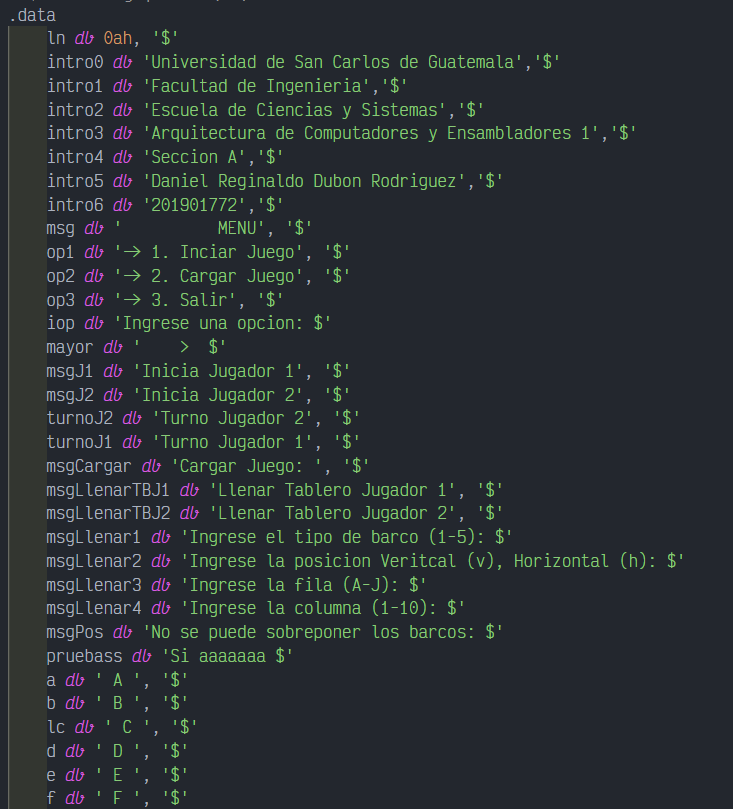 .data
ln db 0ah, '$'
intro0 db 'Universidad de San Carlos de Guatemala','$'
intro1 db 'Facultad de Ingenieria','$'
intro2 db 'Escuela de Ciencias y Sistemas','$'
intro3 db 'Arquitectura de Computadores y Ensambladores 1','$'
intro4 db 'Seccion A','$'
intro5 db 'Daniel Reginaldo Dubon Rodriguez','$'
intro6 db '201901772','$'
msg db '          MENU', '$'
op1 db '-> 1. Inciar Juego', '$'
op2 db '-> 2. Cargar Juego', '$'
op3 db '-> 3. Salir', '$'
iop db 'Ingrese una opcion: $'
mayor db '    >  $'
msgJ1 db 'Inicia Jugador 1', '$'
msgJ2 db 'Inicia Jugador 2', '$'
turnoJ2 db 'Turno Jugador 2', '$'
turnoJ1 db 'Turno Jugador 1', '$'
msgCargar db 'Cargar Juego: ', '$'
msgLlenarTBJ1 db 'Llenar Tablero Jugador 1', '$'
msgLlenarTBJ2 db 'Llenar Tablero Jugador 2', '$'
msgLlenar1 db 'Ingrese el tipo de barco (1-5): $'
msgLlenar2 db 'Ingrese la posicion Veritcal (v), Horizontal (h): $'
msgLlenar3 db 'Ingrese la fila (A-J): $'
msgLlenar4 db 'Ingrese la columna (1-10): $'
msgPos db 'No se puede sobreponer los barcos: $'
pruebass db 'Si aaaaaaa $'
a db ' A ', '$'
b db ' B ', '$'
lc db ' C ', '$'
d db ' D ', '$'
e db ' E ', '$'
f db ' F ', '$'